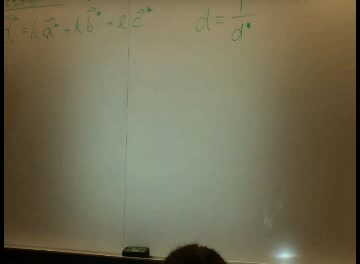 d⃗* = h a⃗* + k b⃗* + l c⃗*
d = 1/d*